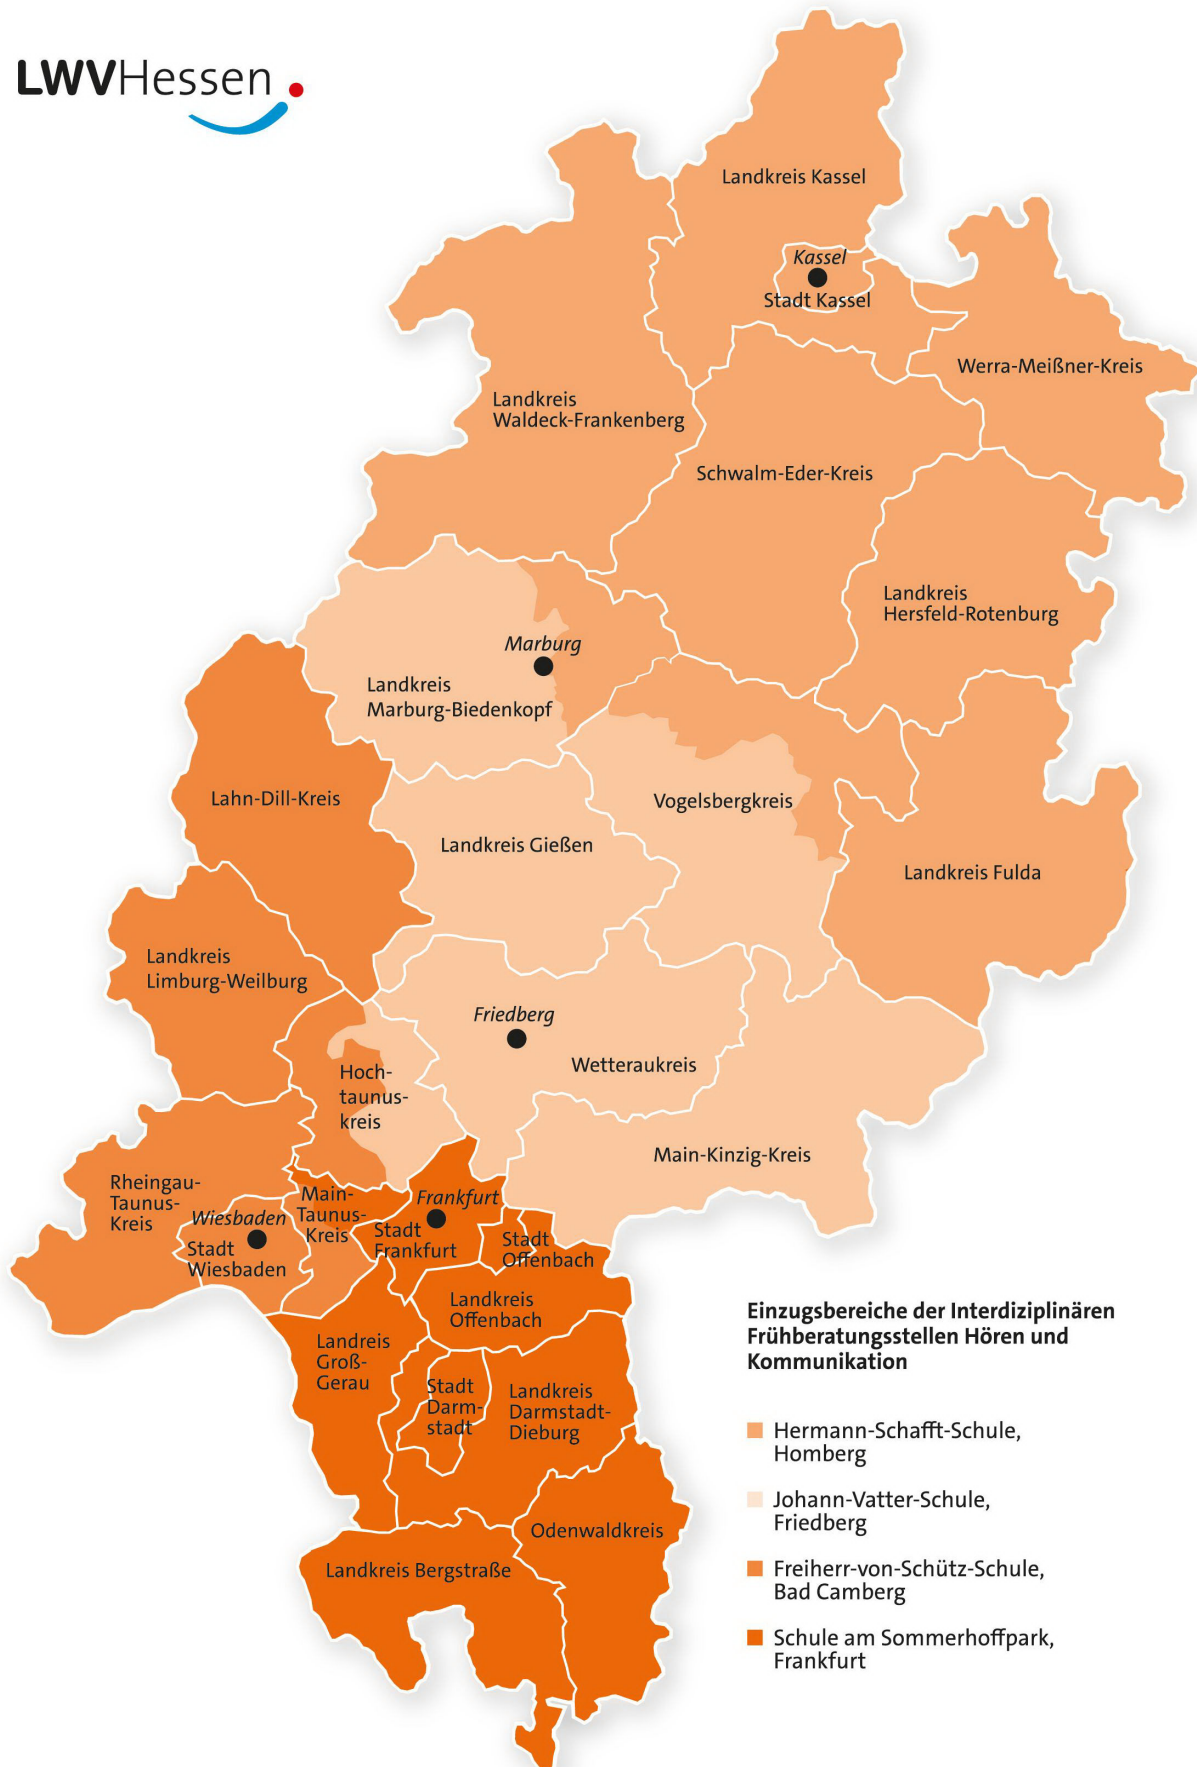 LWVHessen
Landkreis Kassel
Kassel
Stadt Kassel
Werra-Meißner-Kreis
Landkreis
Waldeck-Frankenberg
Schwalm-Eder-Kreis
Landkreis
Hersfeld-Rotenburg
Marburg
Landkreis
Marburg-Biedenkopf
Lahn-Dill-Kreis
Vogelsbergkreis
Landkreis Gießen
Landkreis Fulda
Landkreis
Limburg-Weilburg
Friedberg
Wetteraukreis
Hoch-
taunus-
kreis
Main-Kinzig-Kreis
Rheingau-
Taunus-
Kreis
Wiesbaden
Stadt
Wiesbaden
Main-
Taunus-
Kreis
Frankfurt
Stadt
Frankfurt
Stadt
Offenbach
Landkreis
Offenbach
Landreis
Groß-
Gerau
Stadt
Darm-
stadt
Landkreis
Darmstadt-
Dieburg
Odenwaldkreis
Landkreis Bergstraße
Einzugsbereiche der Interdiziplinären
Frühberatungsstellen Hören und
Kommunikation
Hermann-Schafft-Schule,
Homberg
Johann-Vatter-Schule,
Friedberg
Freiherr-von-Schütz-Schule,
Bad Camberg
Schule am Sommerhoffpark,
Frankfurt